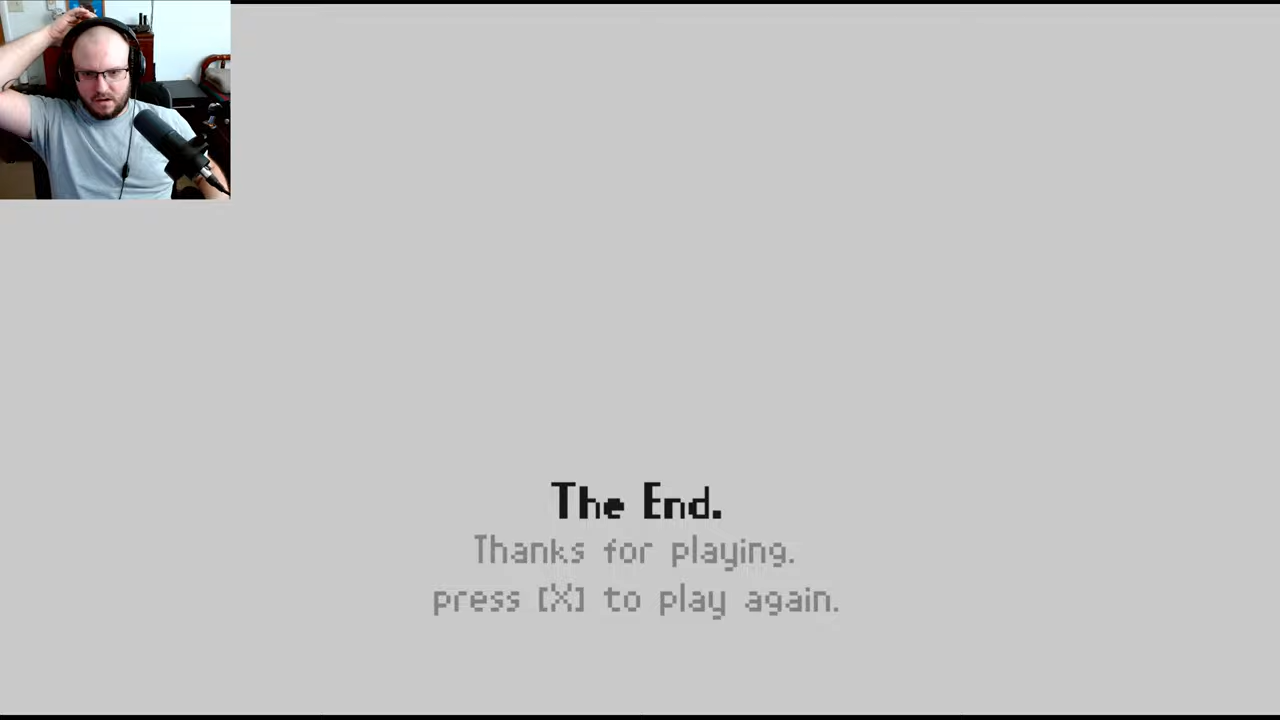 The End.
Thanks for playing.
press [X] to play again.